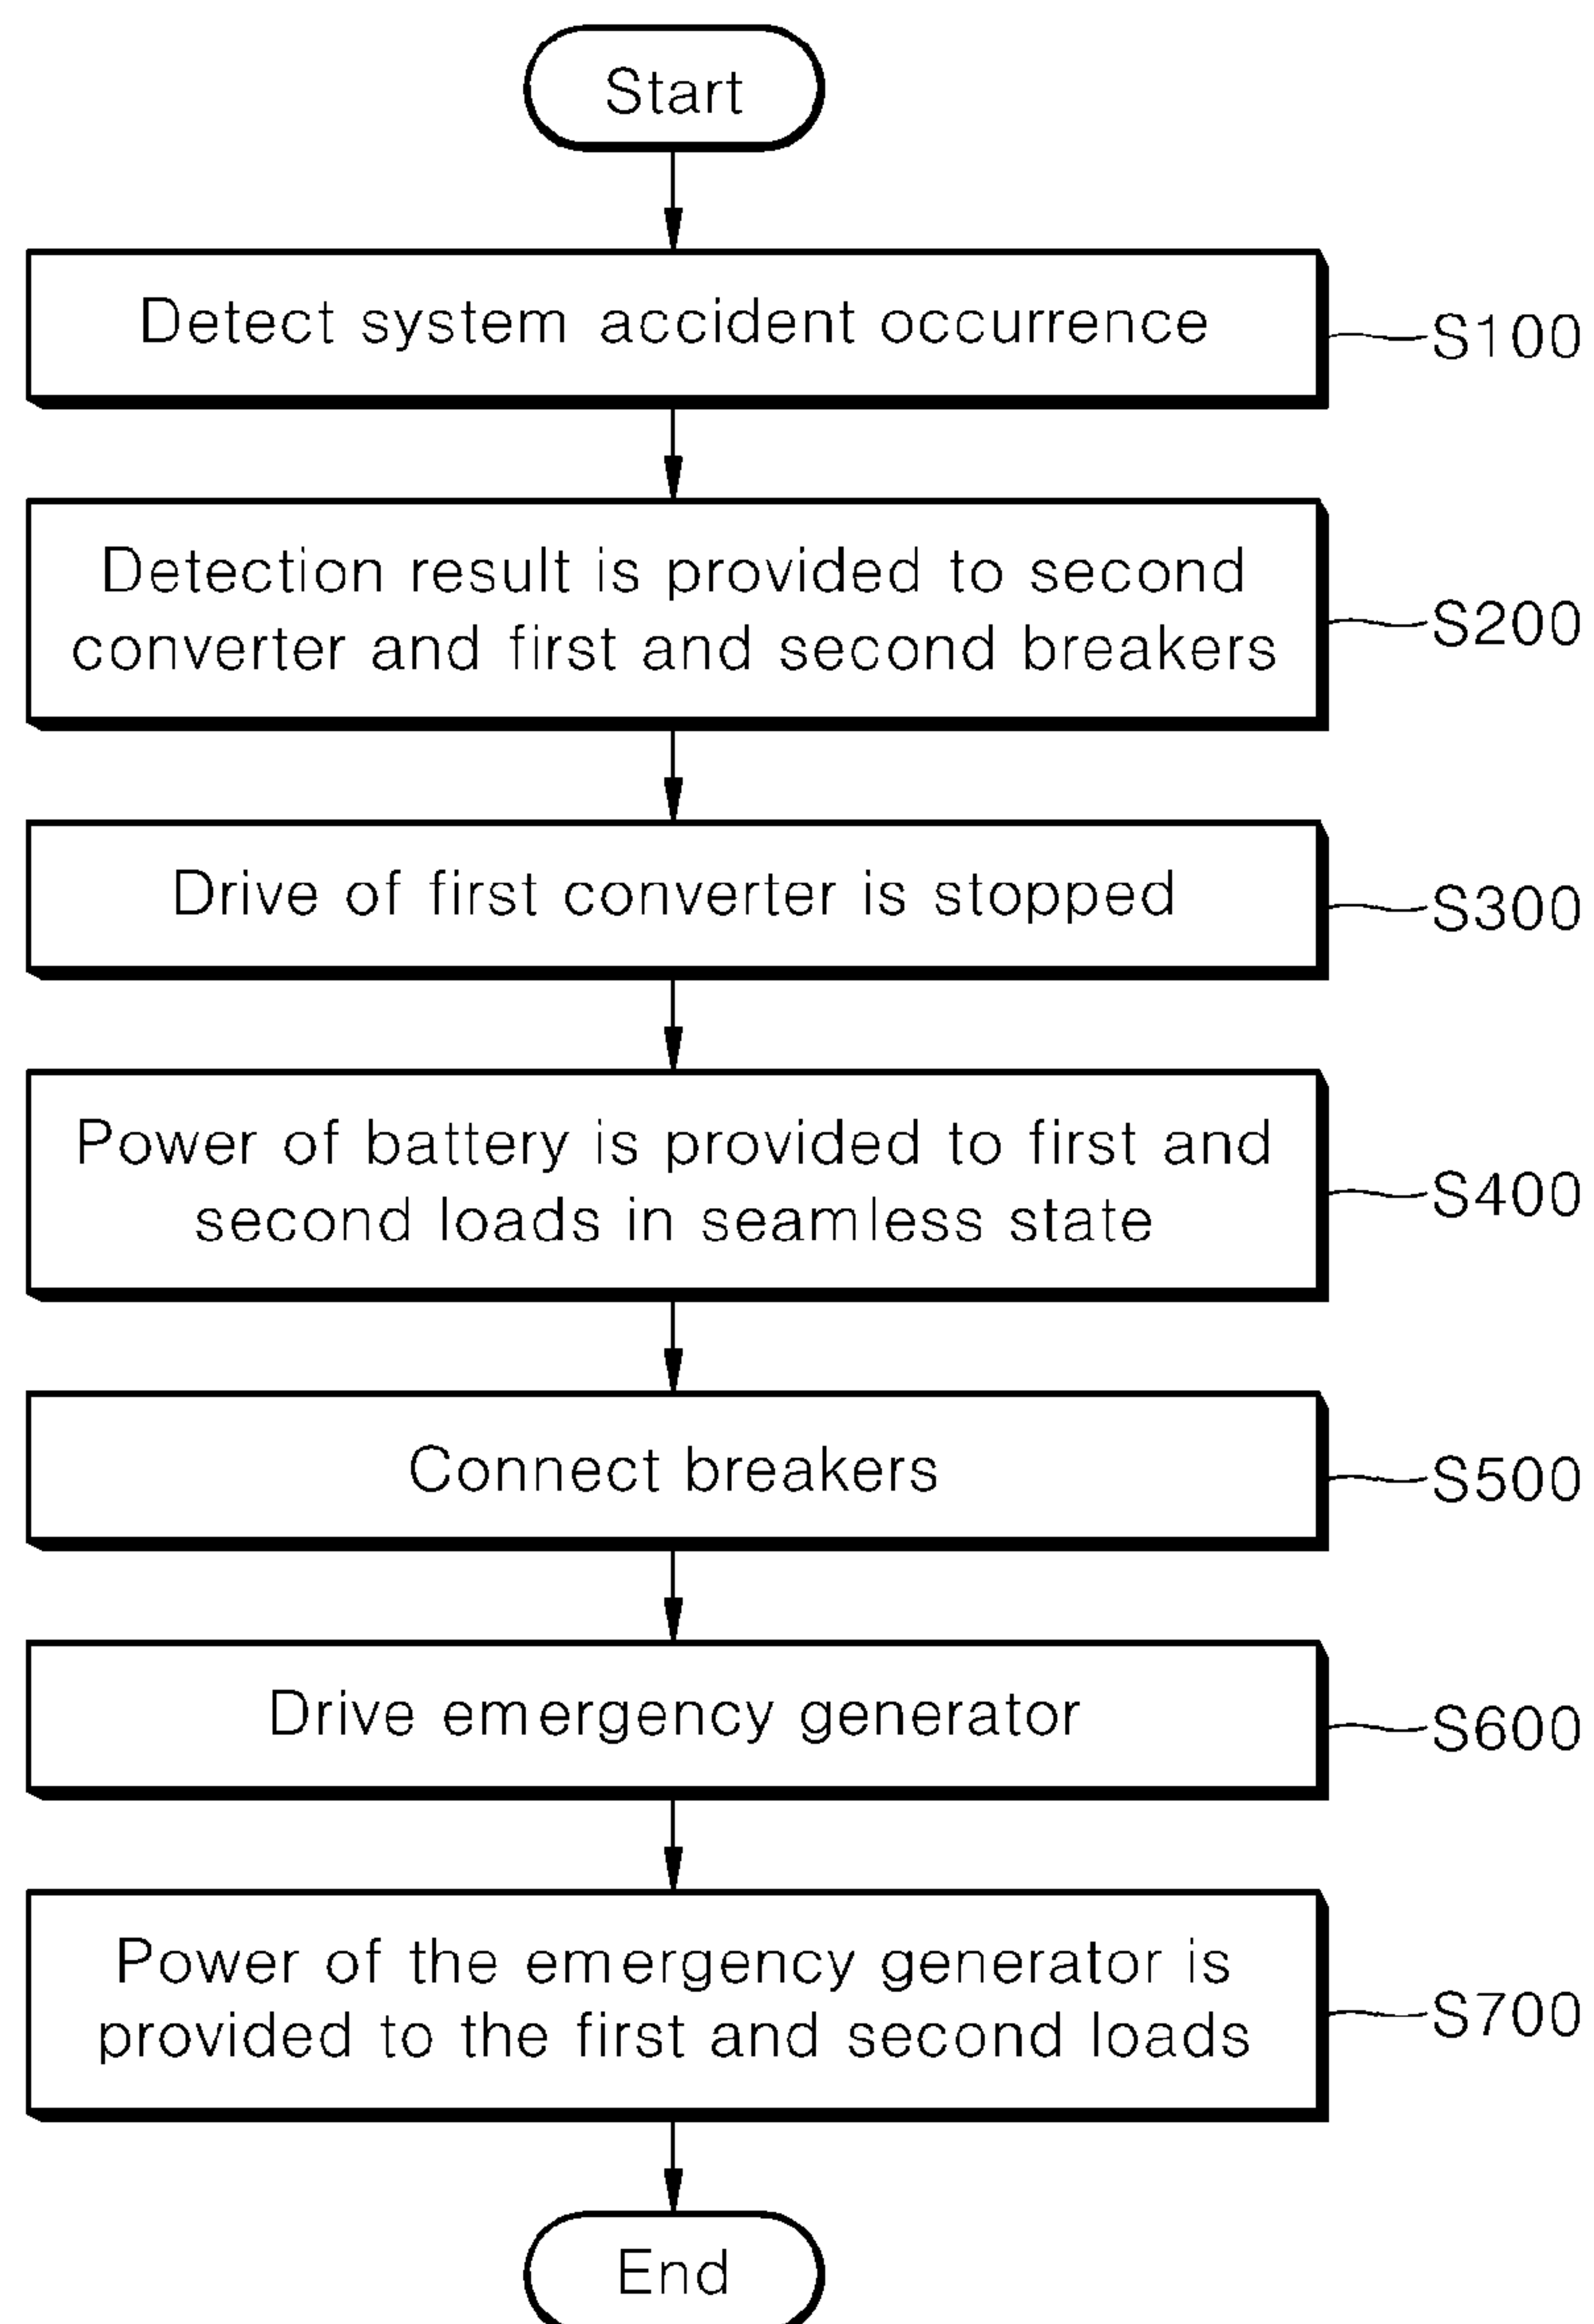 Start
Detect system accident occurrence
S100
Detection result is provided to second
converter and first and second breakers
S200
Drive of first converter is stopped
S300
Power of battery is provided to first and
second loads in seamless state
S400
Connect breakers
S500
Drive emergency generator
S600
Power of the emergency generator is
provided to the first and second loads
S700
End